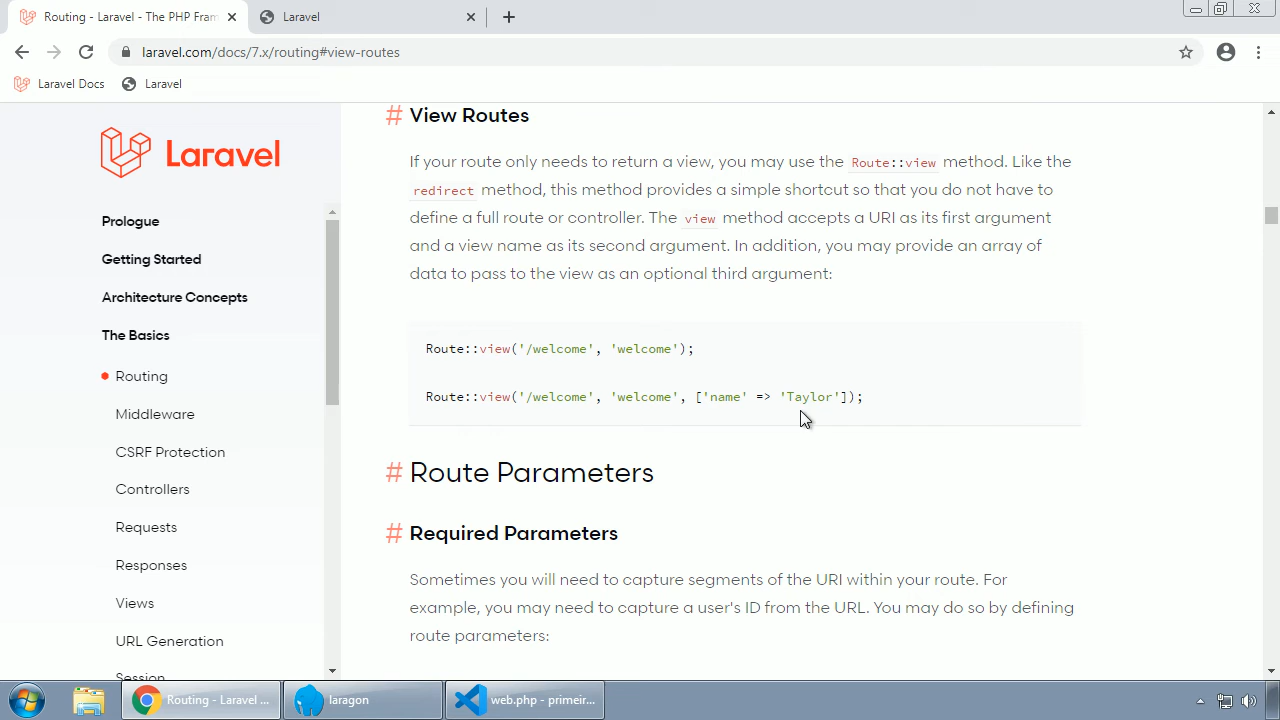 Routing - Laravel - The PHP Fram
Laravel
laravel.com/docs/7.x/routing#view-routes
Laravel Docs
Laravel
Laravel
Prologue
Getting Started
Architecture Concepts
The Basics
Routing
Middleware
CSRF Protection
Controllers
Requests
Responses
Views
URL Generation
Session
# View Routes
If your route only needs to return a view, you may use the Route::view method. Like the
redirect method, this method provides a simple shortcut so that you do not have to
define a full route or controller. The view method accepts a URI as its first argument
and a view name as its second argument. In addition, you may provide an array of
data to pass to the view as an optional third argument:
Route::view('/welcome', 'welcome');
Route::view('/welcome', 'welcome', ['name' => 'Taylor']);
# Route Parameters
# Required Parameters
Sometimes you will need to capture segments of the URI within your route. For
example, you may need to capture a user's ID from the URL. You may do so by defining
route parameters:
Routing - Laravel ...
laragon
web.php - primeir...